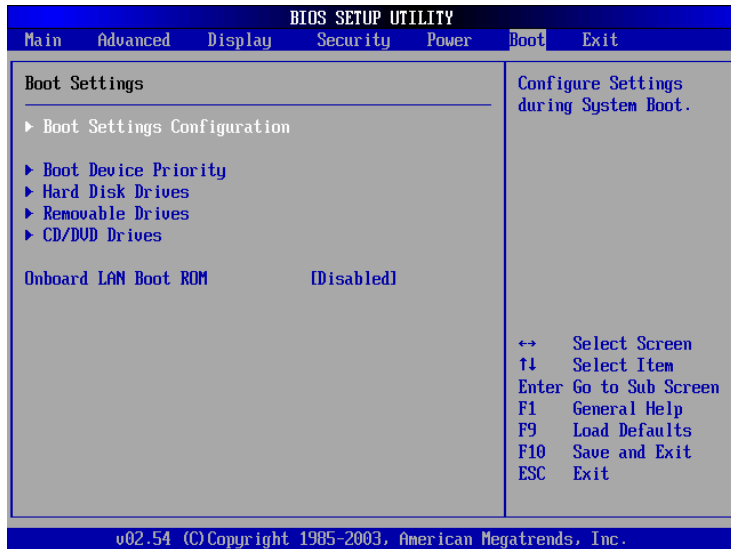 BIOS SETUP UTILITY
Main Advanced Display Security Power Boot Exit
Boot Settings
▶ Boot Settings Configuration
▶ Boot Device Priority
▶ Hard Disk Drives
▶ Removable Drives
▶ CD/DVD Drives
Onboard LAN Boot ROM [Disabled]
Configure Settings
during System Boot.
↔ Select Screen
↑↓ Select Item
Enter Go to Sub Screen
F1 General Help
F9 Load Defaults
F10 Save and Exit
ESC Exit
v02.54 (C)Copyright 1985-2003, American Megatrends, Inc.